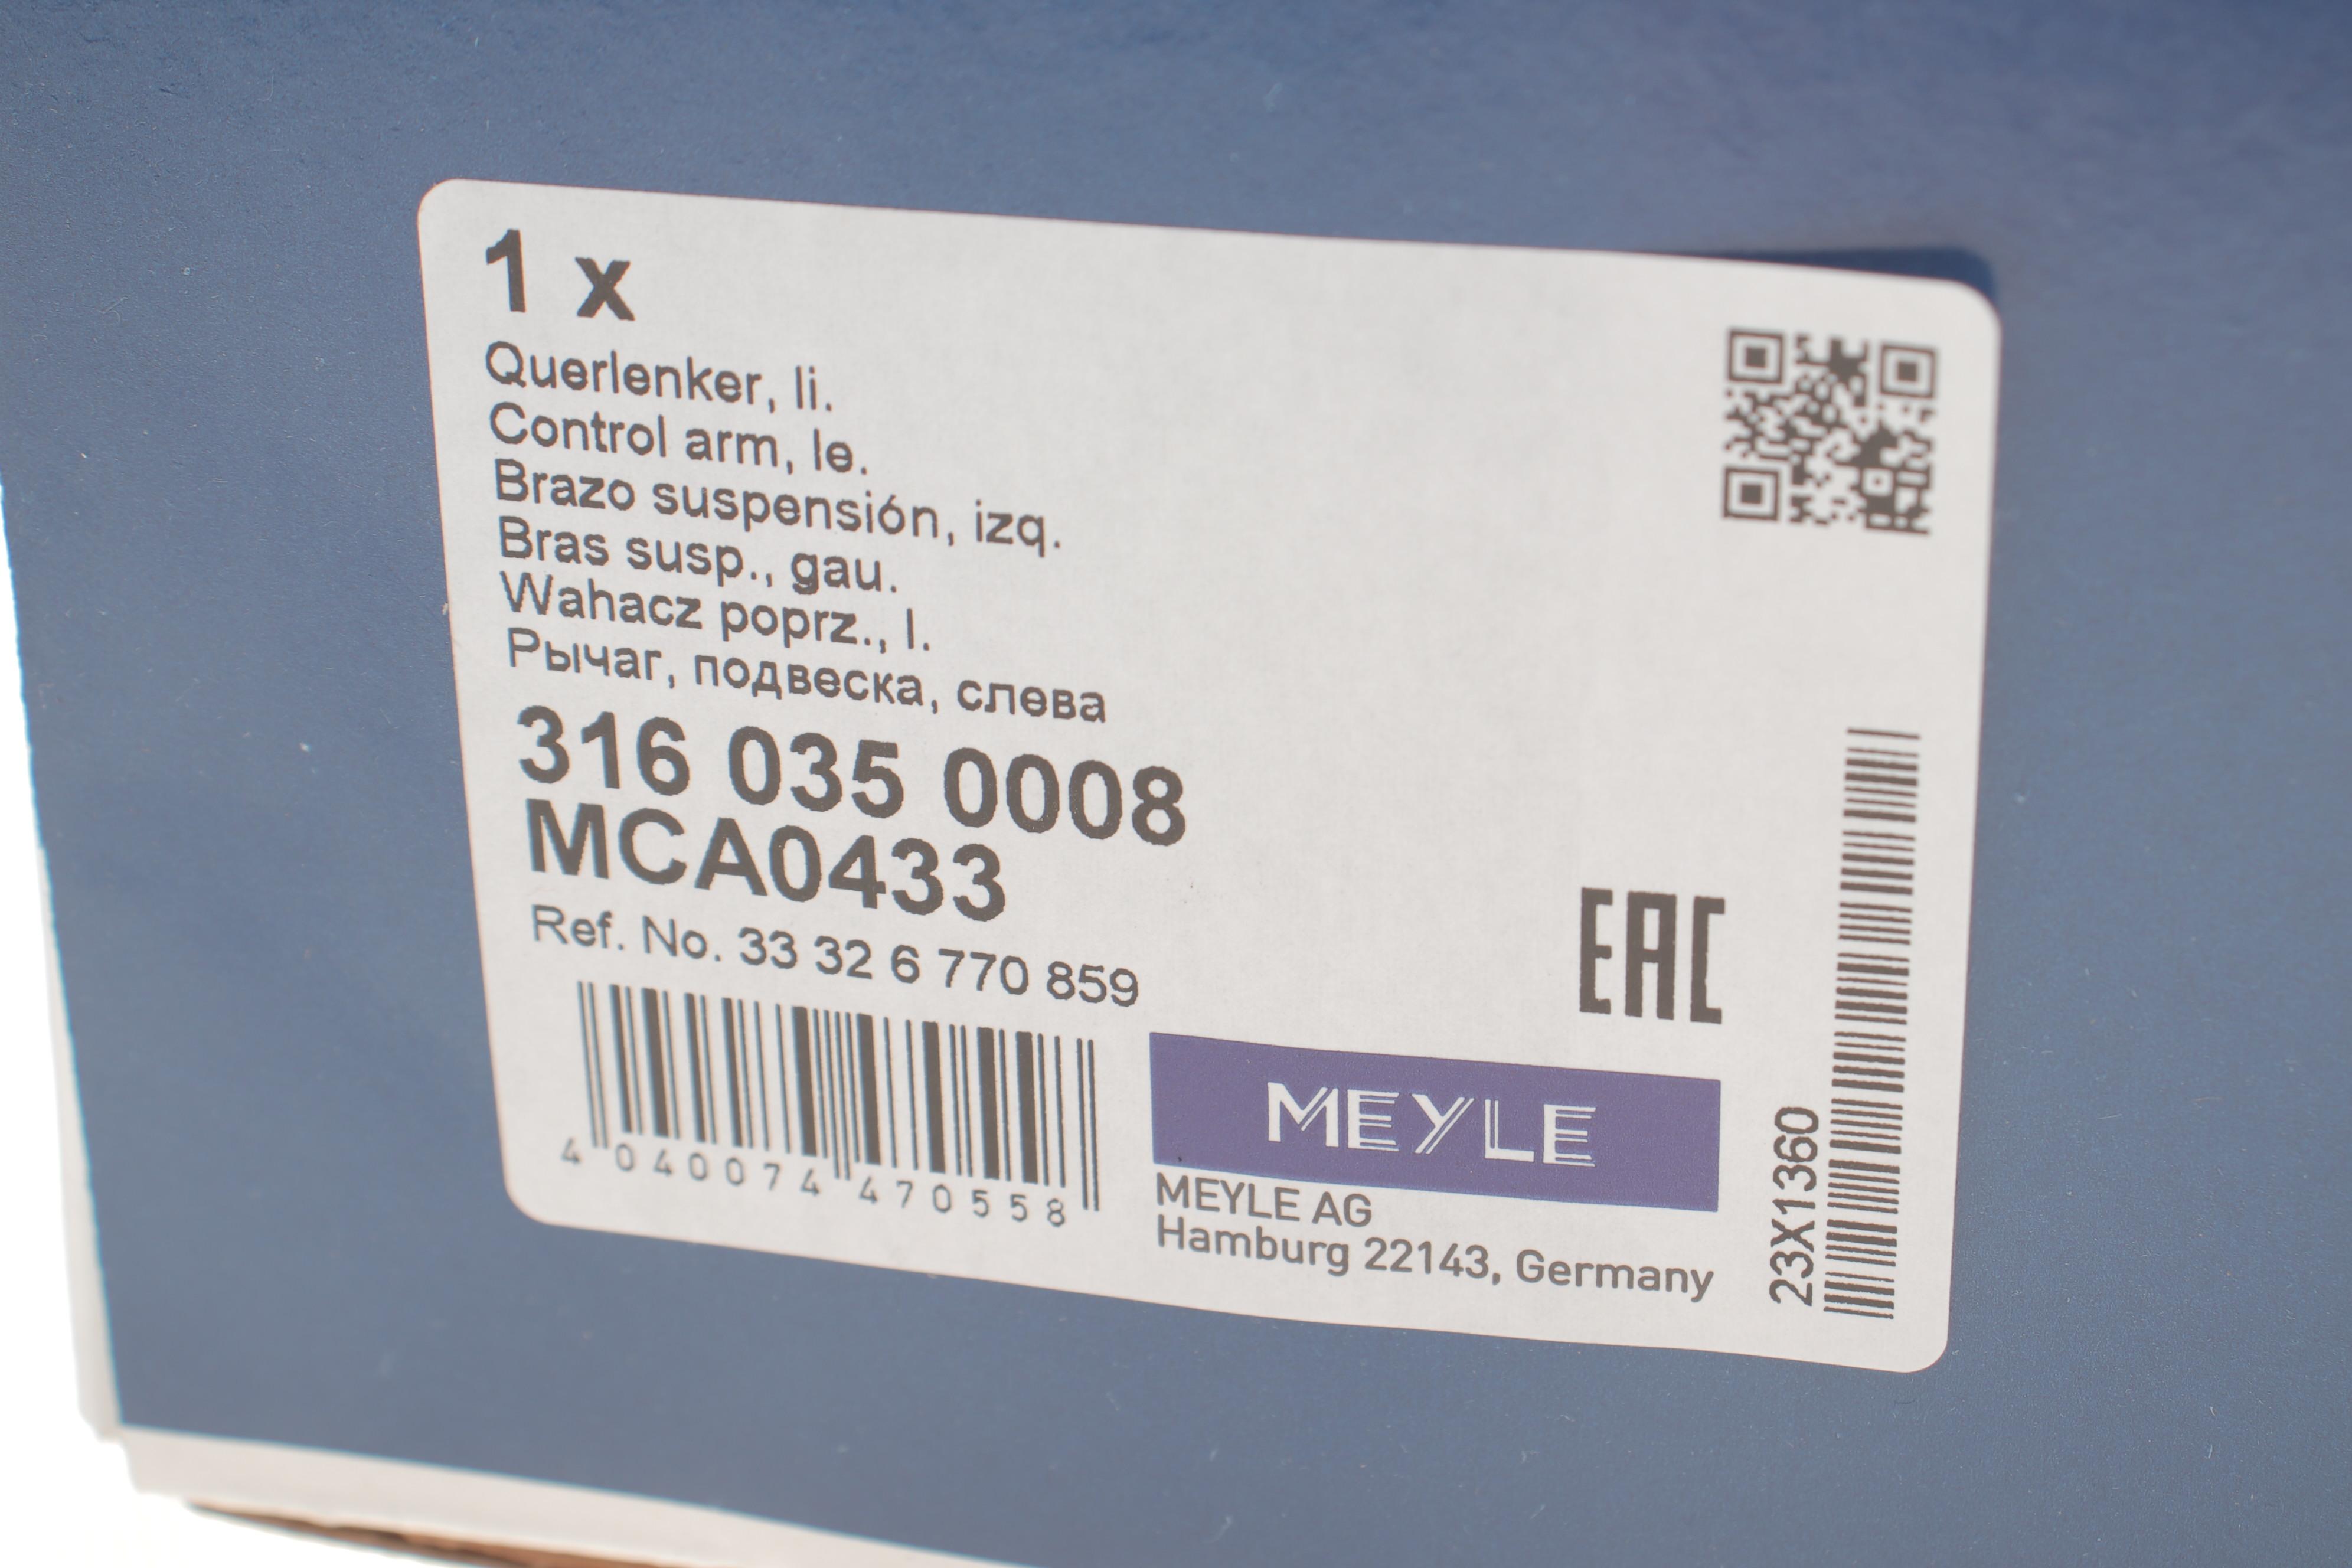 1 x
Querlenker, li.
Control arm, le.
Brazo suspensión, izq.
Bras susp., gau.
Wahacz poprz., l.
Рычаг, подвеска, слева
316 035 0008
MCA0433
Ref. No. 33 32 6 770 859
4 040074 470558
EAC
MEYLE
MEYLE AG
Hamburg 22143, Germany
23X1360